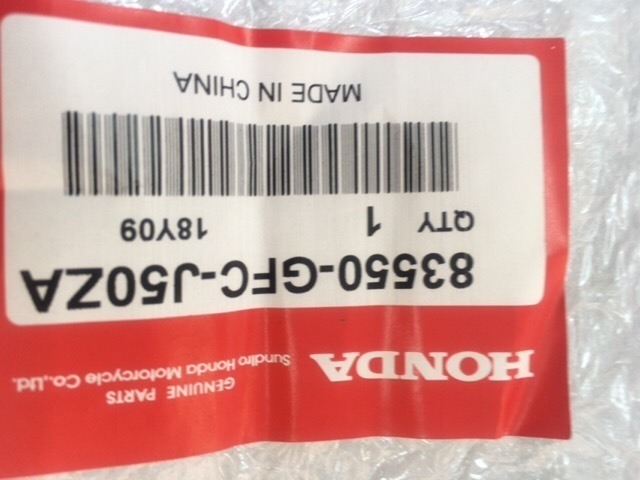 HONDA
GENUINE PARTS
Sundiro Honda Motorcycle Co.,Ltd.
83550-GFC-J50ZA
QTY 1 18Y09
MADE IN CHINA